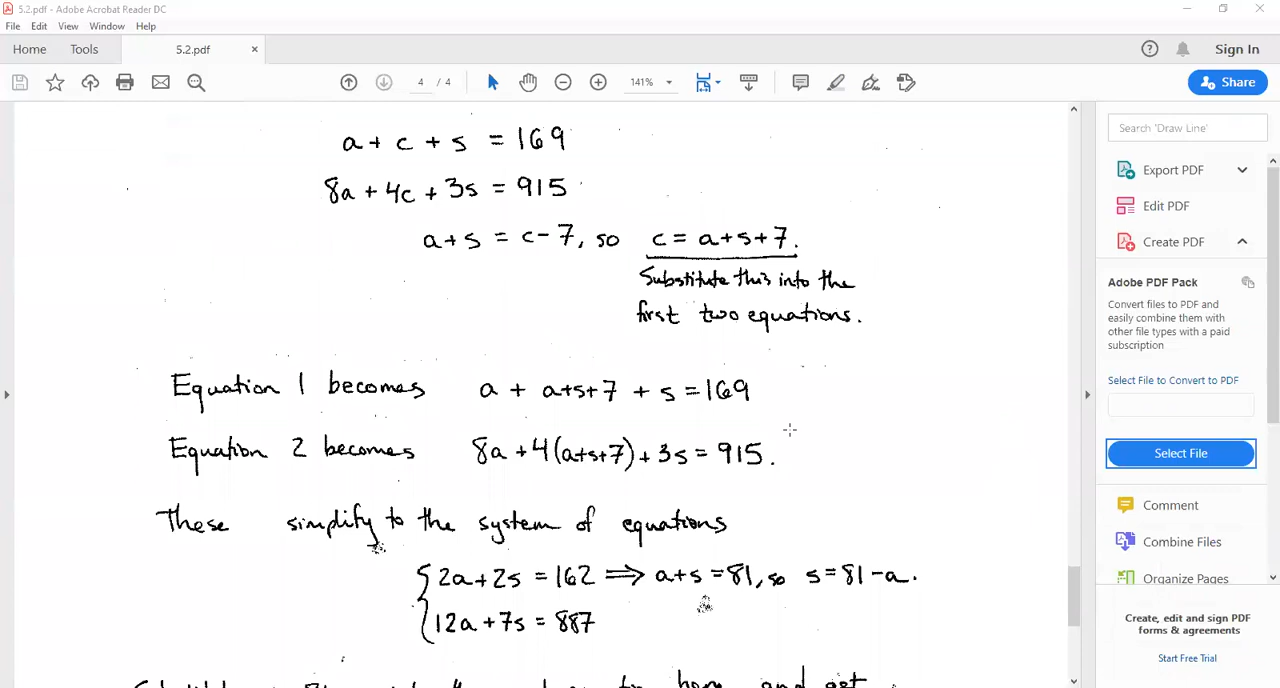 5.2.pdf - Adobe Acrobat Reader DC
File Edit View Window Help
Home Tools 5.2.pdf × Sign In
4 / 4 141% Share
a + c + s = 169
8a + 4c + 3s = 915
a + s = c - 7, so c = a + s + 7.
Substitute this into the
first two equations.
Equation 1 becomes a + a+s+7 + s = 169
Equation 2 becomes 8a + 4(a+s+7) + 3s = 915.
These simplify to the system of equations
2a + 2s = 162 ⟹ a+s = 81, so s = 81 - a.
12a + 7s = 887
and get
Search 'Draw Line'
Export PDF
Edit PDF
Create PDF
Adobe PDF Pack
Convert files to PDF and
easily combine them with
other file types with a paid
subscription
Select File to Convert to PDF
Select File
Comment
Combine Files
Organize Pages
Create, edit and sign PDF
forms & agreements
Start Free Trial